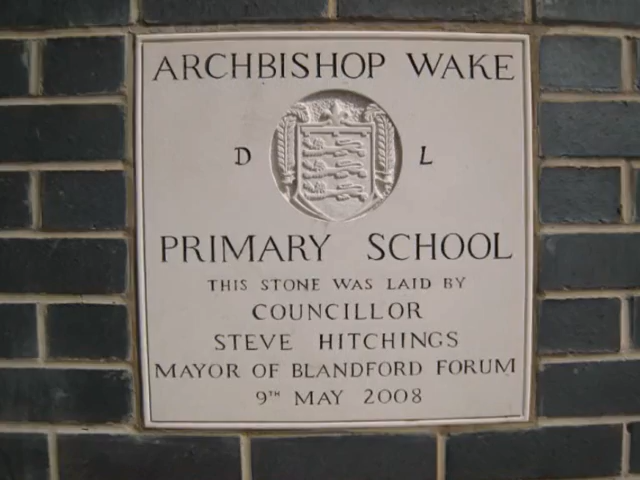 ARCHBISHOP WAKE
D L
PRIMARY SCHOOL
THIS STONE WAS LAID BY
COUNCILLOR
STEVE HITCHINGS
MAYOR OF BLANDFORD FORUM
9TH MAY 2008